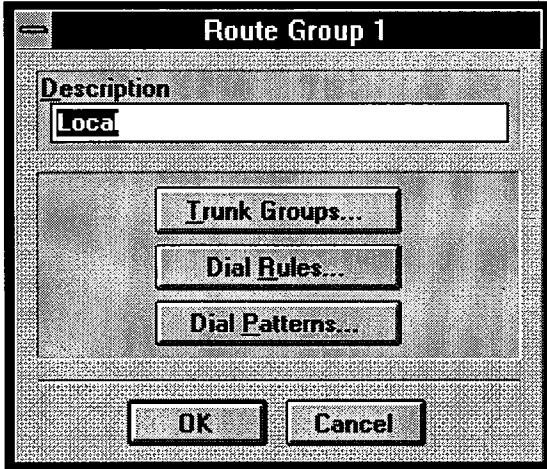 Route Group 1
Description
Local
Trunk Groups...
Dial Rules...
Dial Patterns...
OK
Cancel